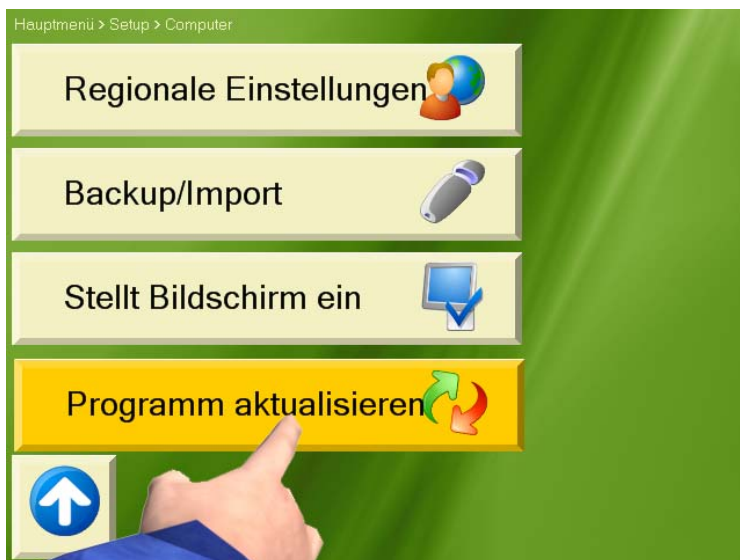 Hauptmenü > Setup > Computer
Regionale Einstellungen
Backup/Import
Stellt Bildschirm ein
Programm aktualisieren